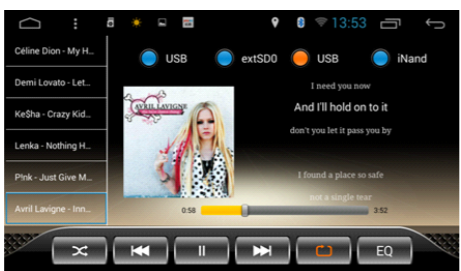 13:53
Céline Dion - My H...
Demi Lovato - Let...
Ke$ha - Crazy Kid...
Lenka - Nothing H...
P!nk - Just Give M...
Avril Lavigne - Inn...
USB
extSD0
USB
iNand
AVRIL LAVIGNE
I need you now
And I'll hold on to it
don't you let it pass you by
I found a place so safe
not a single tear
0:58
3:52
EQ